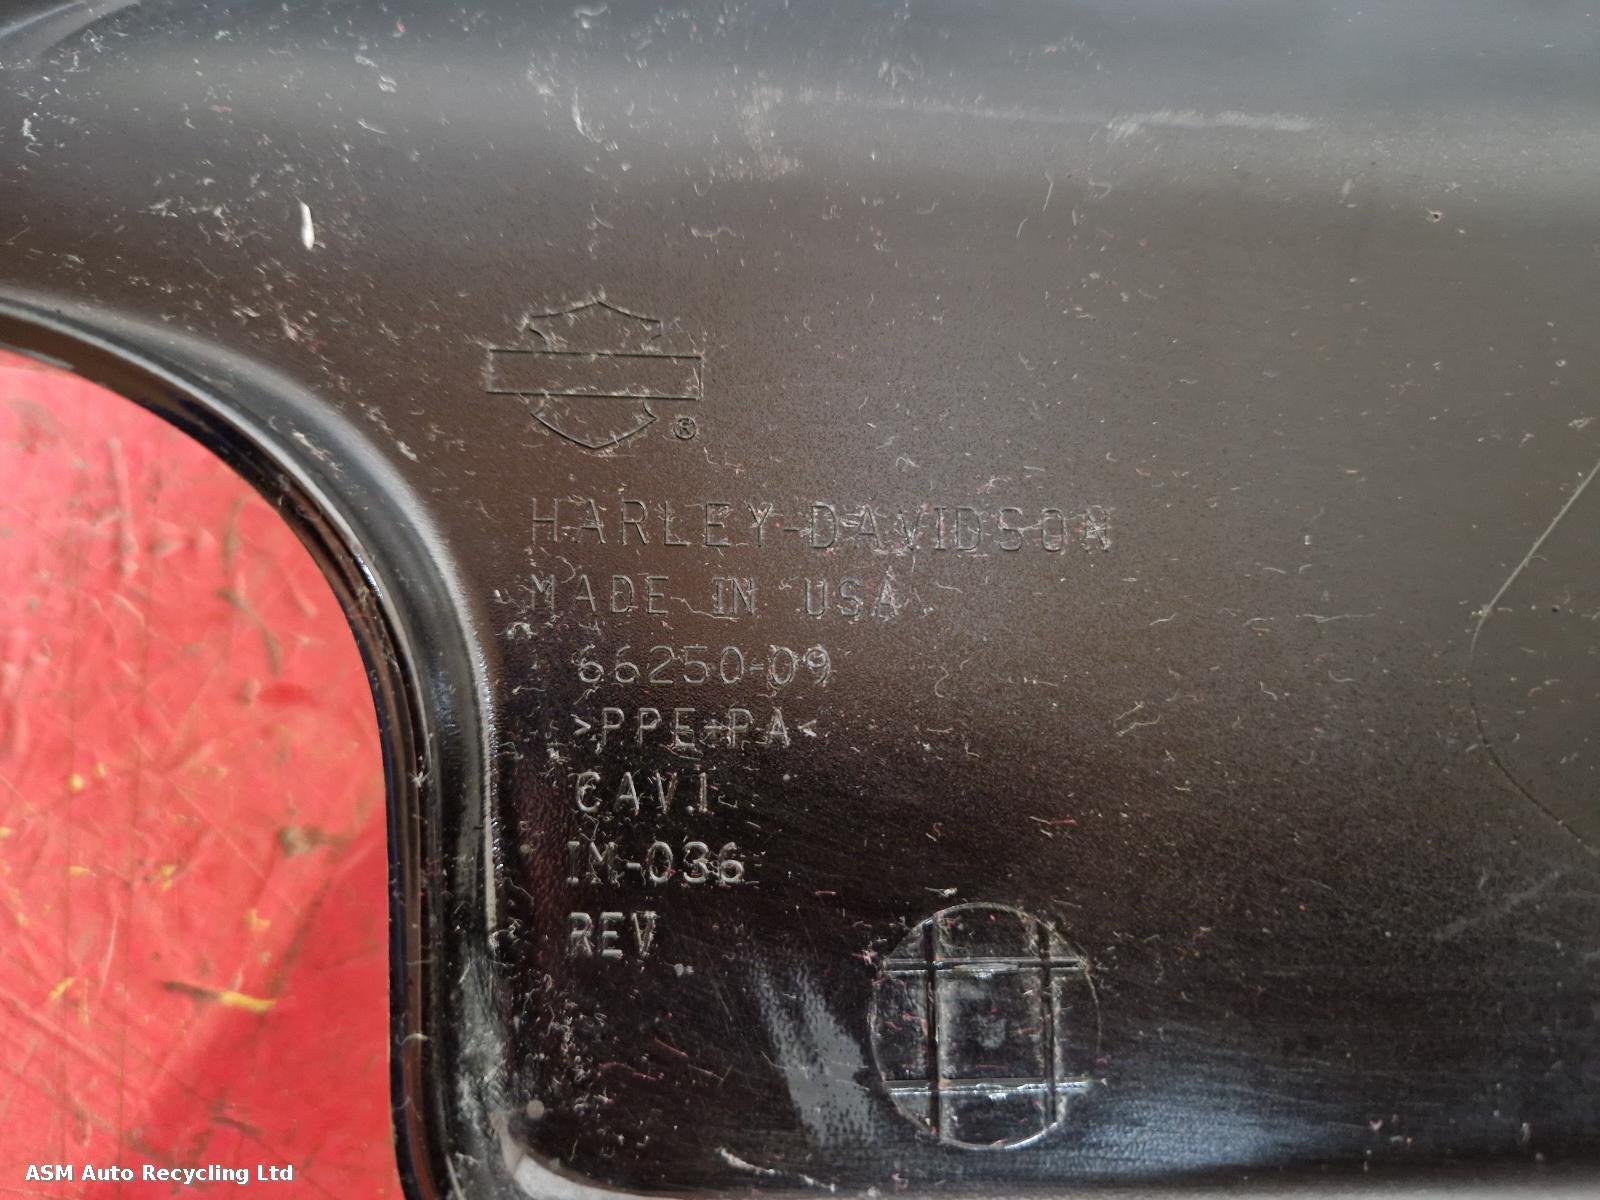 ®
HARLEY-DAVIDSON
MADE IN USA
66250-09
>PPE+PA<
CAV.1
IM-036
REV
ASM Auto Recycling Ltd